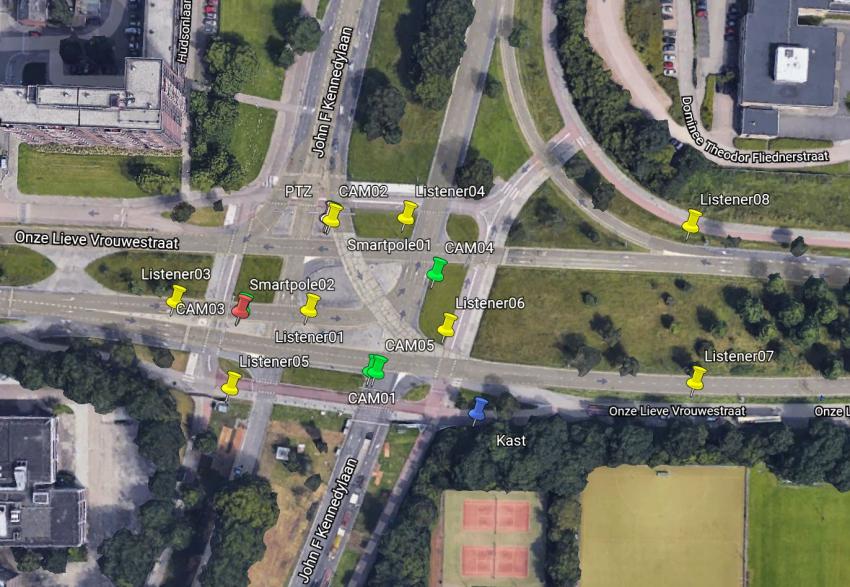 Hudsonlaan
John F Kennedylaan
Dominee Theodor Fliednerstraat
PTZ
CAM02
Listener04
Listener08
Onze Lieve Vrouwestraat
Smartpole01
CAM04
Listener03
Smartpole02
CAM03
Listener06
Listener01
CAM05
Listener05
Listener07
CAM01
Onze Lieve Vrouwestraat
Onze L
Kast
John F Kennedylaan